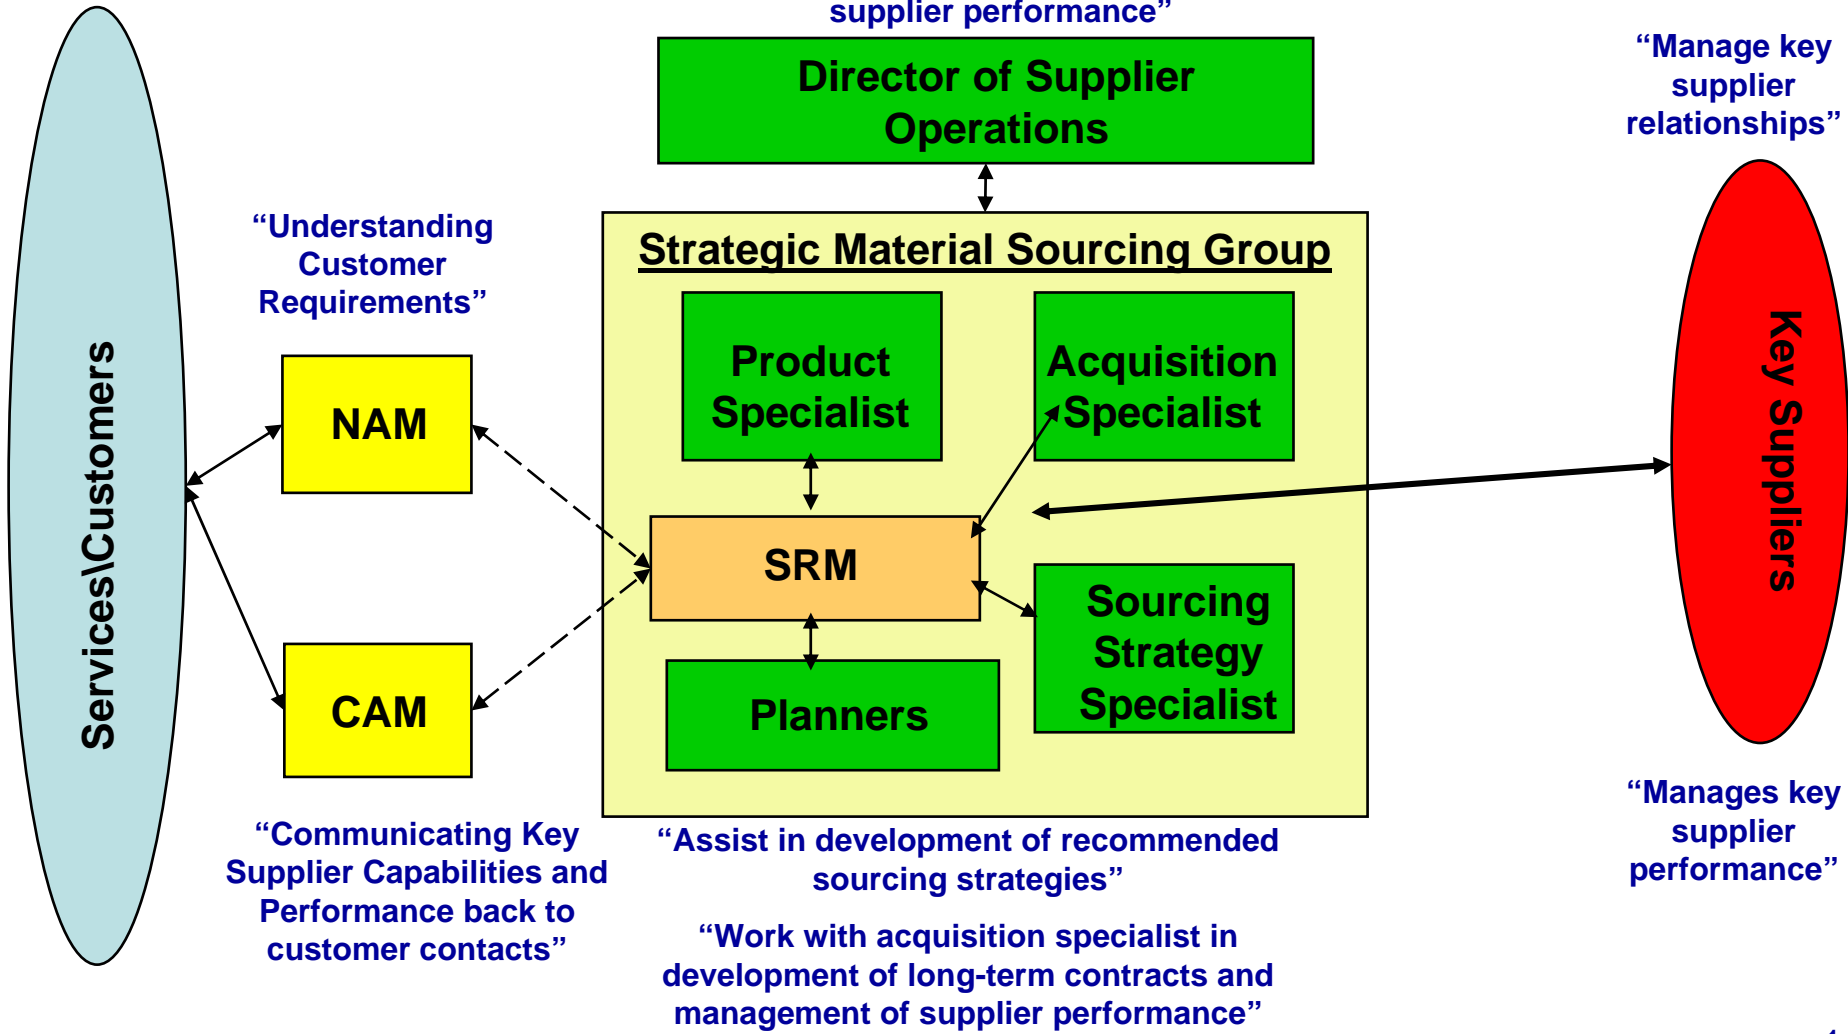 supplier performance”
Director of Supplier
Operations
“Manage key
supplier
relationships”
“Understanding
Customer
Requirements”
Strategic Material Sourcing Group
Services\Customers
NAM
Product
Specialist
Acquisition
Specialist
Key Suppliers
SRM
CAM
Planners
Sourcing
Strategy
Specialist
“Communicating Key
Supplier Capabilities and
Performance back to
customer contacts”
“Assist in development of recommended
sourcing strategies”
“Work with acquisition specialist in
development of long-term contracts and
management of supplier performance”
“Manages key
supplier
performance”